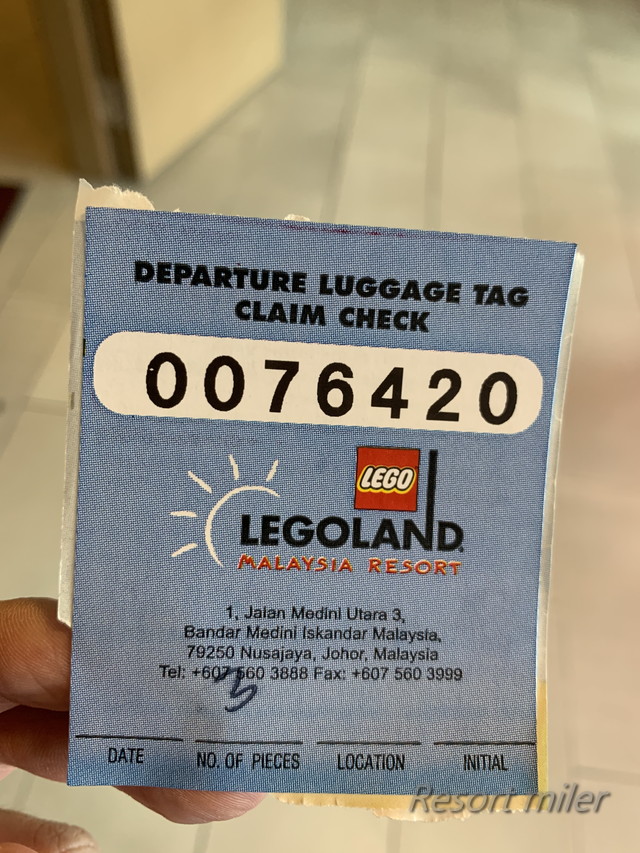 DEPARTURE LUGGAGE TAG
CLAIM CHECK
0076420
LEGO
LEGOLAND
MALAYSIA RESORT
1, Jalan Medini Utara 3,
Bandar Medini Iskandar Malaysia,
79250 Nusajaya, Johor, Malaysia
Tel: +607 560 3888 Fax: +607 560 3999
3
DATE NO. OF PIECES LOCATION INITIAL
Resort miler